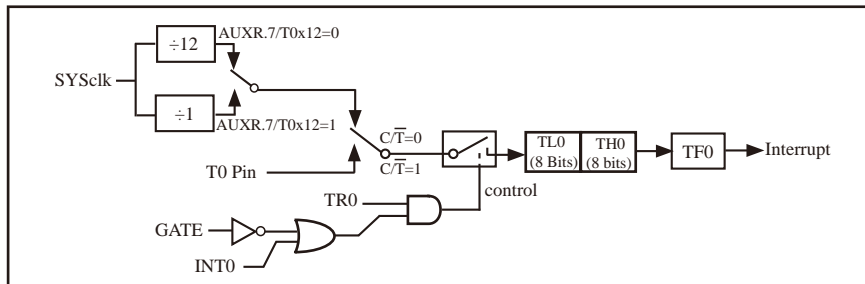 ÷12
AUXR.7/T0x12=0
SYSclk
÷1
AUXR.7/T0x12=1
C/T̅=0
C/T̅=1
T0 Pin
TL0
(8 Bits)
TH0
(8 bits)
TF0
Interrupt
control
TR0
GATE
INT0